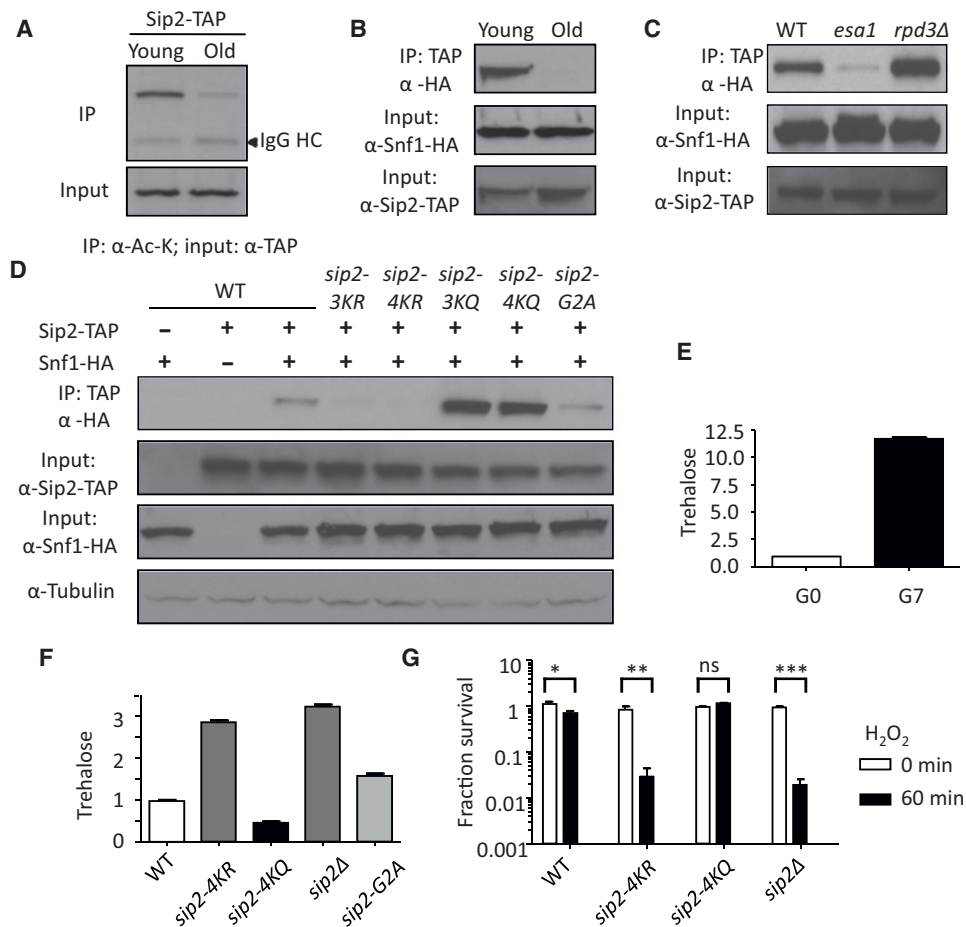 A
Sip2-TAP
Young Old
IP
IgG HC
Input
IP: α-Ac-K; input: α-TAP
B
Young Old
IP: TAP
α -HA
Input:
α-Snf1-HA
Input:
α-Sip2-TAP
C
WT esa1 rpd3Δ
IP: TAP
α -HA
Input:
α-Snf1-HA
Input:
α-Sip2-TAP
D
WT sip2-3KR sip2-4KR sip2-3KQ sip2-4KQ sip2-G2A
Sip2-TAP – + + + + + + +
Snf1-HA + – + + + + + +
IP: TAP
α -HA
Input:
α-Sip2-TAP
Input:
α-Snf1-HA
α-Tubulin
E
Trehalose
12.5
10.0
7.5
5.0
2.5
0.0
G0 G7
F
Trehalose
3
2
1
0
WT sip2-4KR sip2-4KQ sip2Δ sip2-G2A
G
Fraction survival
10
1
0.1
0.01
0.001
* ** ns ***
WT sip2-4KR sip2-4KQ sip2Δ
H2O2
0 min
60 min